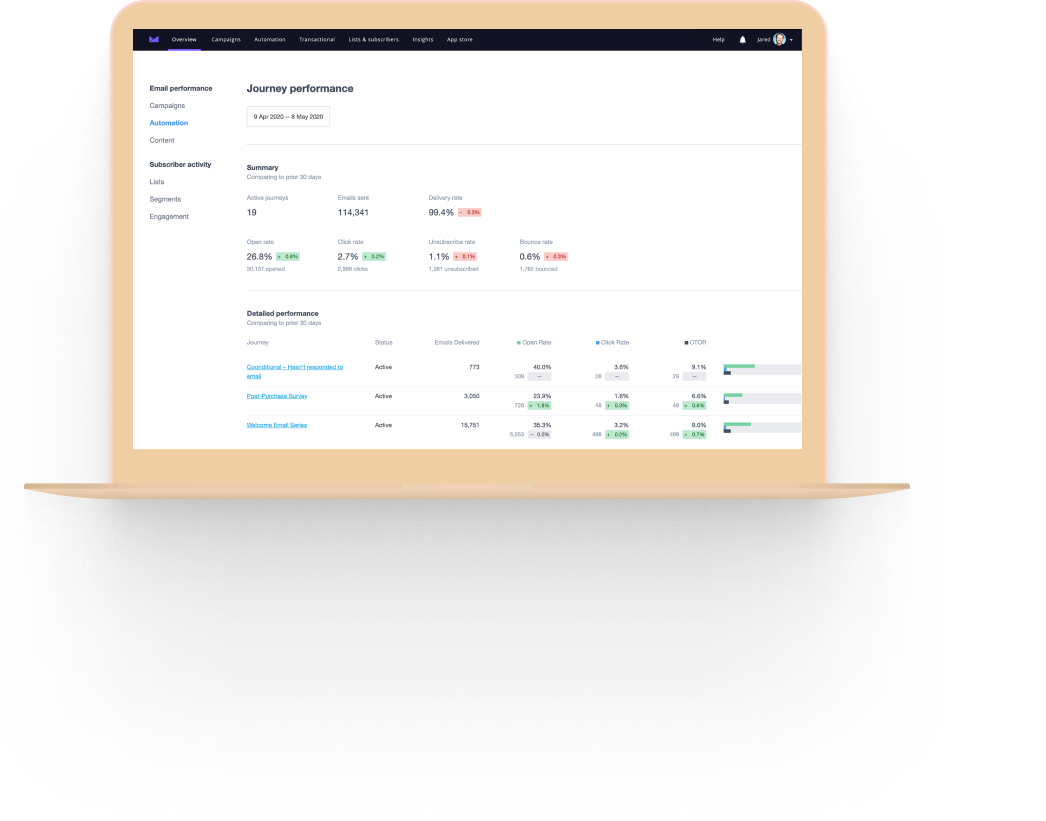 Overview Campaigns Automation Transactional Lists & subscribers Insights App store Help Jared
Email performance
Campaigns
Automation
Content
Subscriber activity
Lists
Segments
Engagement
Journey performance
9 Apr 2020 — 8 May 2020
Summary
Comparing to prior 30 days
Active journeys Emails sent Delivery rate
19 114,341 99.4% − 0.3%
Open rate Click rate Unsubscribe rate Bounce rate
26.8% + 0.8% 2.7% + 0.2% 1.1% + 0.1% 0.6% + 0.3%
30,137 opened 2,998 clicks 1,261 unsubscribed 1,782 bounced
Detailed performance
Comparing to prior 30 days
Journey Status Emails Delivered Open Rate Click Rate CTOR
Coonditional – Hasn't responded to Active 773 40.0% 3.6% 9.1%
email 309 — 28 — 28 —
Post-Purchase Survey Active 3,050 23.9% 1.6% 6.6%
728 + 1.8% 48 + 0.3% 48 + 0.6%
Welcome Email Series Active 15,751 35.3% 3.2% 9.0%
5,553 — 0.0% 498 + 0.2% 498 + 0.7%